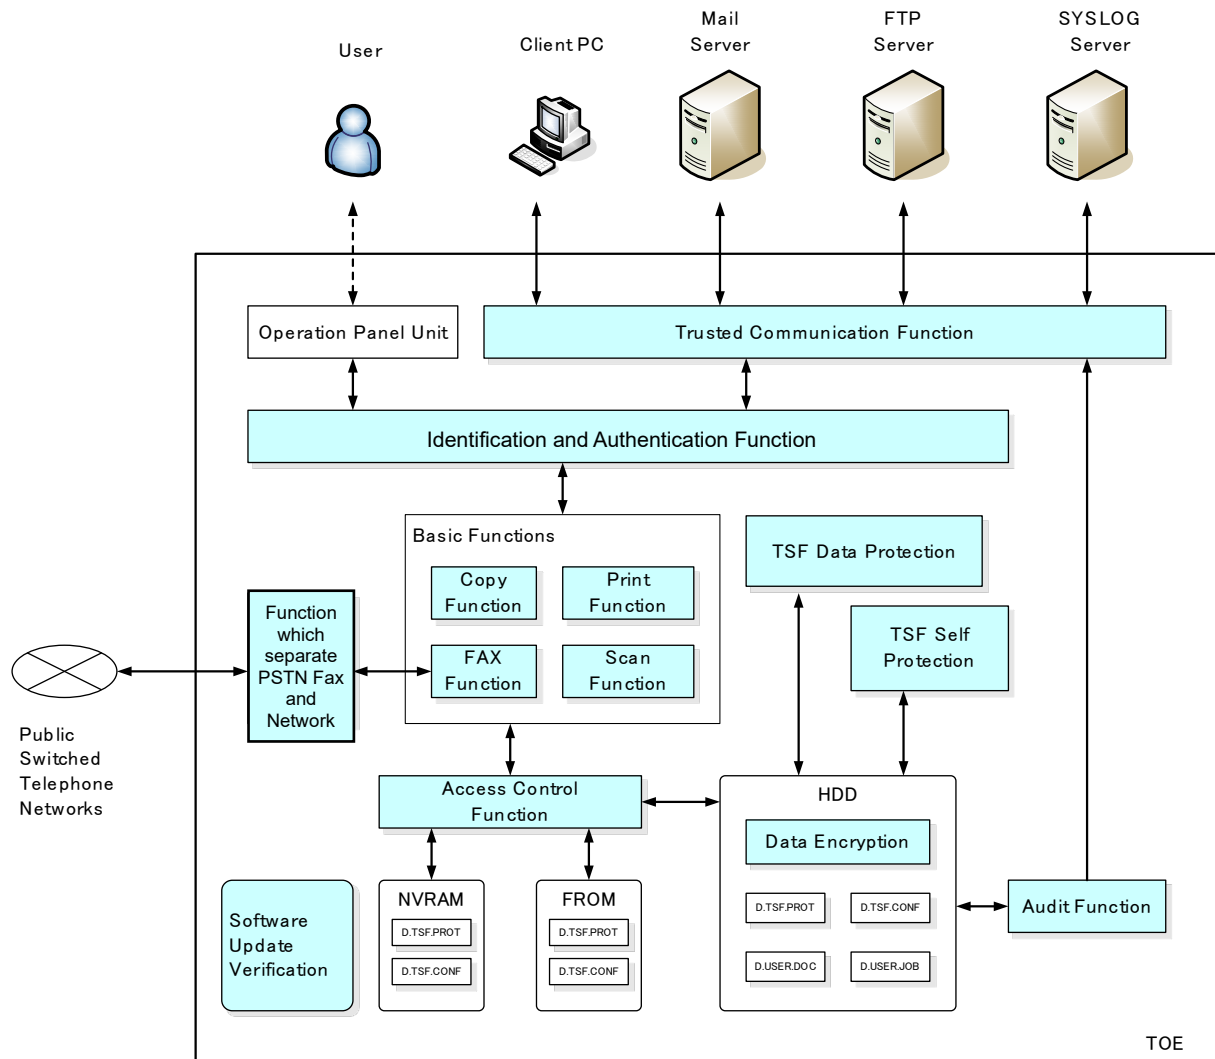 User
Client PC
Mail
Server
FTP
Server
SYSLOG
Server
Operation Panel Unit
Trusted Communication Function
Identification and Authentication Function
Basic Functions
Copy
Function
Print
Function
FAX
Function
Scan
Function
TSF Data Protection
TSF Self
Protection
Function
which
separate
PSTN Fax
and
Network
Public
Switched
Telephone
Networks
Access Control
Function
HDD
Data Encryption
D.TSF.PROT
D.TSF.CONF
D.USER.DOC
D.USER.JOB
Audit Function
NVRAM
D.TSF.PROT
D.TSF.CONF
FROM
D.TSF.PROT
D.TSF.CONF
Software
Update
Verification
TOE